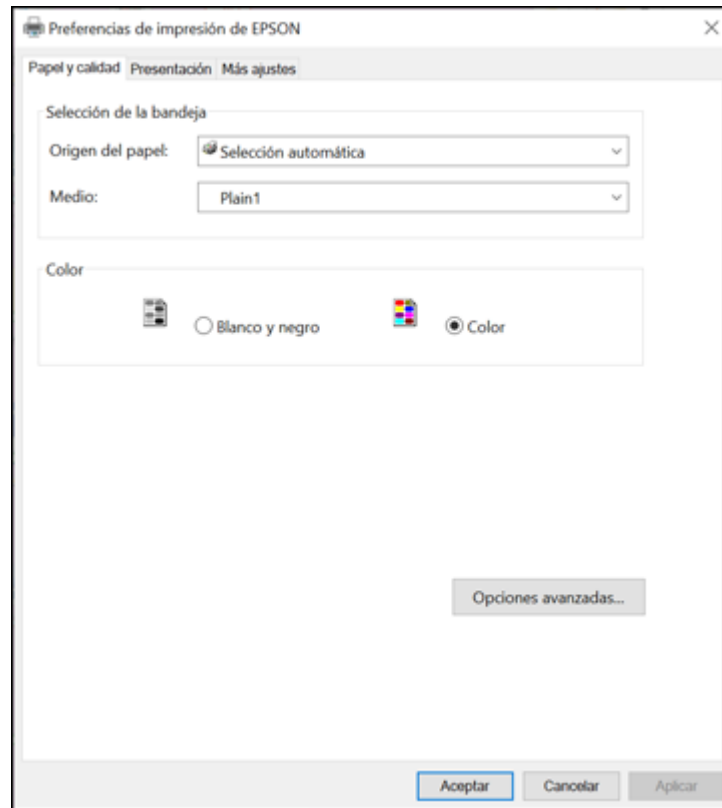 Preferencias de impresión de EPSON
Papel y calidad Presentación Más ajustes
Selección de la bandeja
Origen del papel: Selección automática
Medio: Plain1
Color
Blanco y negro Color
Opciones avanzadas...
Aceptar Cancelar Aplicar